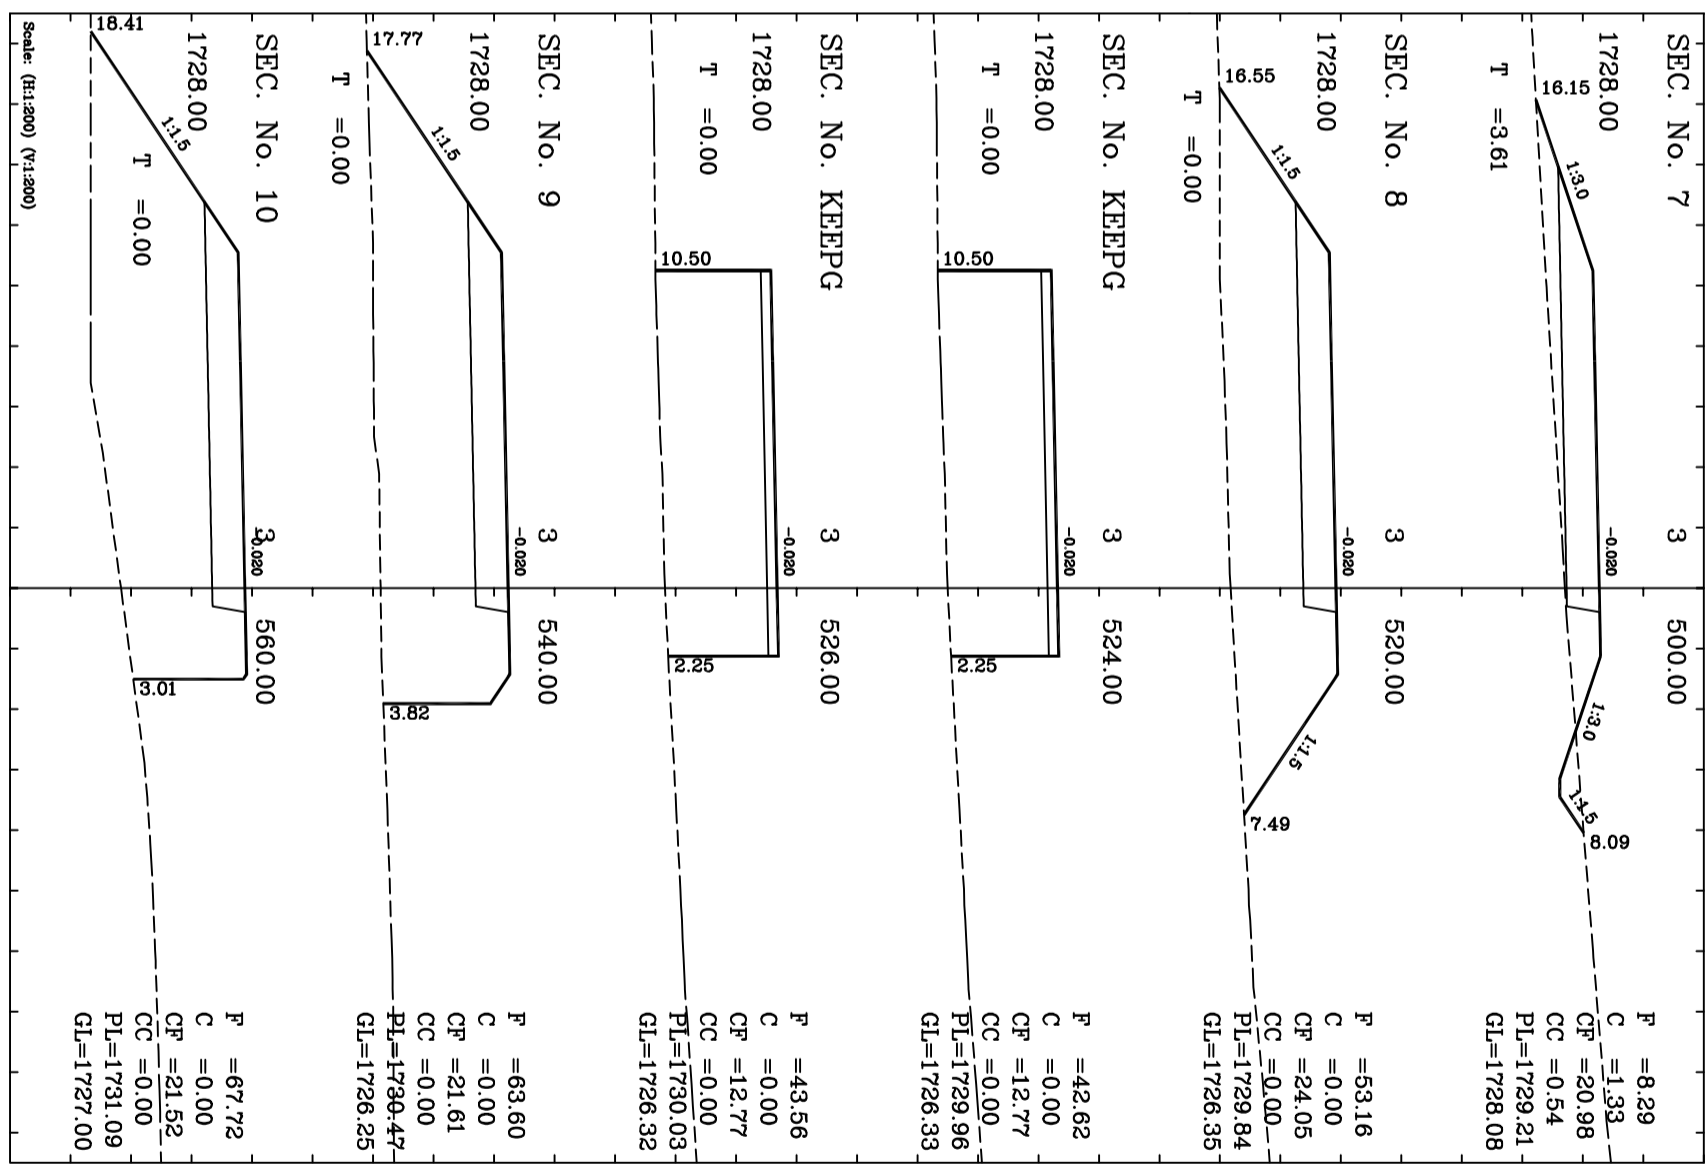 SEC. No. 7
3
500.00
1728.00
T =3.61
16.15
1:3.0
-0.020
1:3.0
1:1.5
8.09
F =8.29
C =1.33
CF =20.98
CC =0.54
PL=1729.21
GL=1728.08
SEC. No. 8
3
520.00
1728.00
T =0.00
16.55
1:1.5
-0.020
1:1.5
7.49
F =53.16
C =0.00
CF =24.05
CC =0.00
PL=1729.84
GL=1726.35
SEC. No. KEEPG
3
524.00
1728.00
T =0.00
10.50
-0.020
2.25
F =42.62
C =0.00
CF =12.77
CC =0.00
PL=1729.96
GL=1726.33
SEC. No. KEEPG
3
526.00
1728.00
T =0.00
10.50
-0.020
2.25
F =43.56
C =0.00
CF =12.77
CC =0.00
PL=1730.03
GL=1726.32
SEC. No. 9
3
540.00
1728.00
T =0.00
17.77
1:1.5
-0.020
3.82
F =63.60
C =0.00
CF =21.61
CC =0.00
PL=1730.47
GL=1726.25
SEC. No. 10
3
560.00
1728.00
T =0.00
18.41
1:1.5
-0.020
3.01
F =67.72
C =0.00
CF =21.52
CC =0.00
PL=1731.09
GL=1727.00
Scale: (H:1:200) (V:1:200)